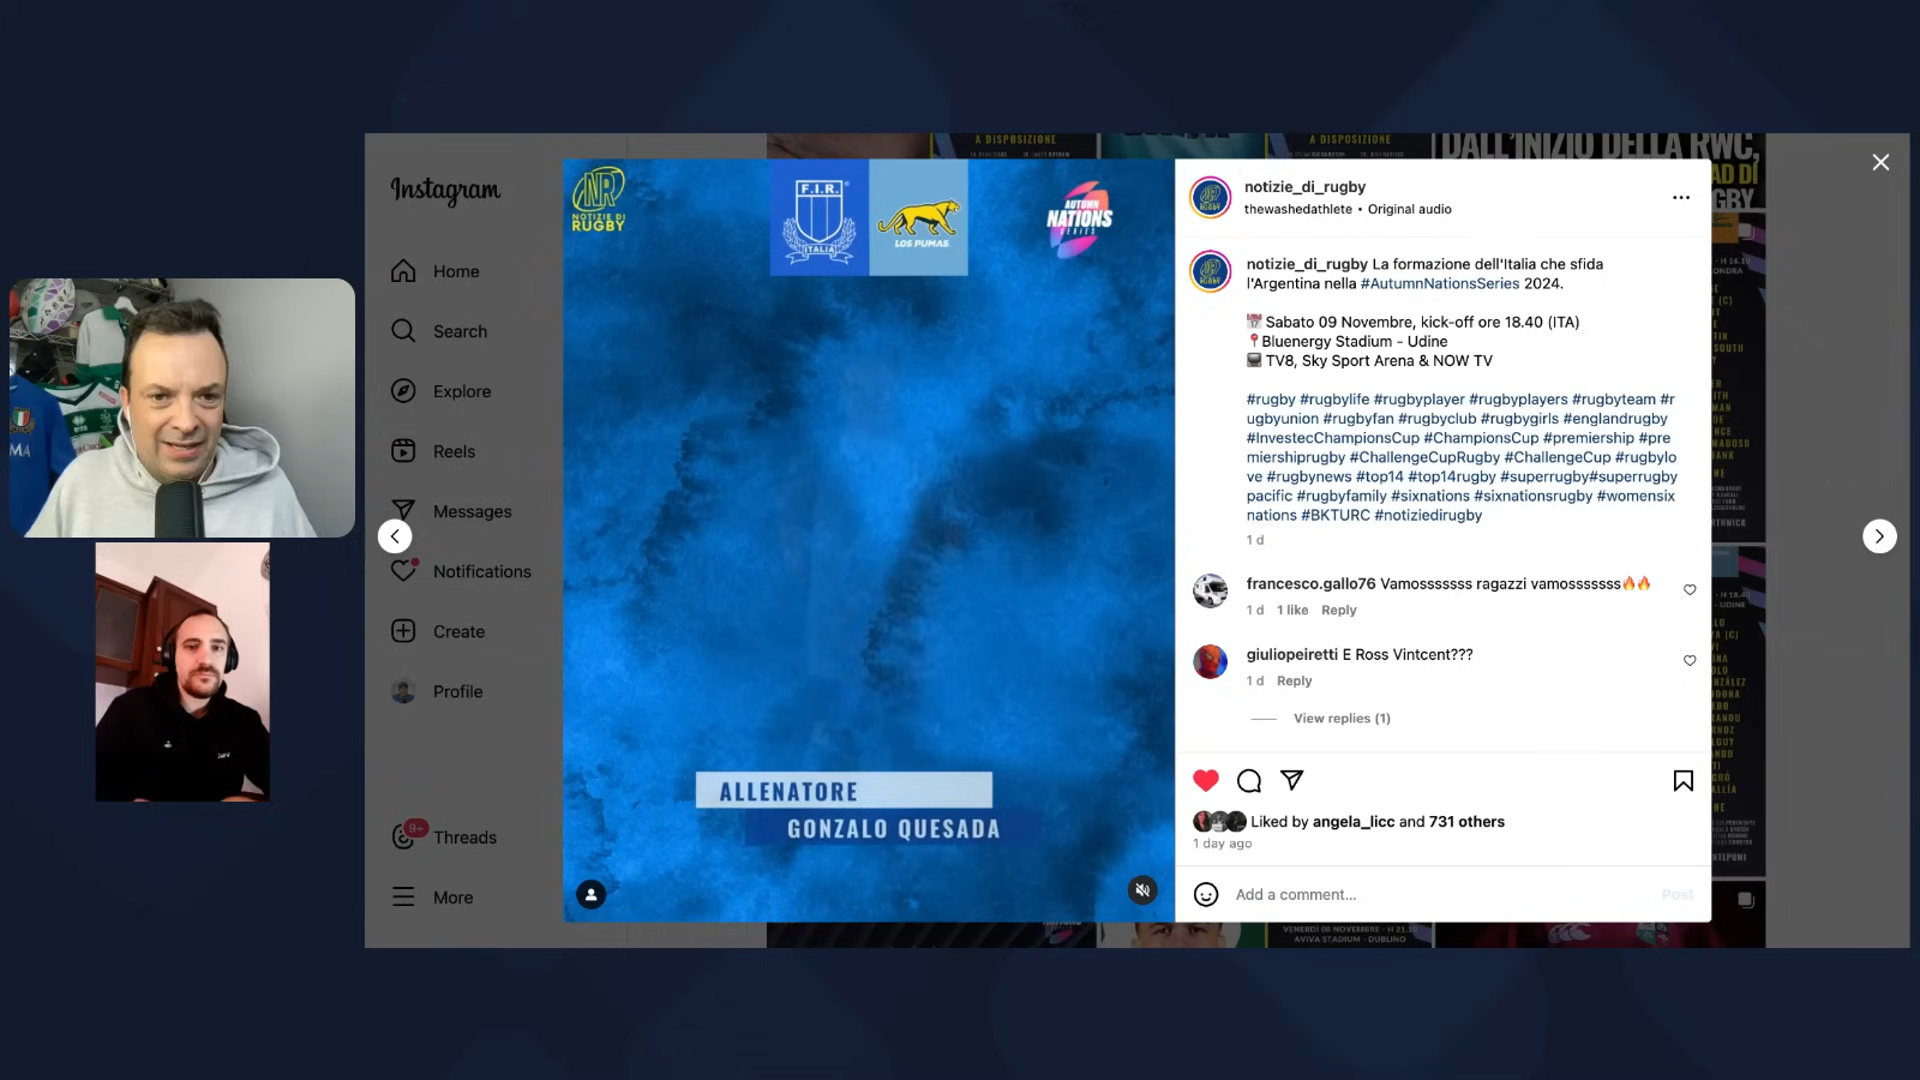 Instagram
Home
Search
Explore
Reels
Messages
Notifications
Create
Profile
9+
Threads
More
A DISPOSIZIONE
A DISPOSIZIONE
DALL'INIZIO DELLA RWC,
NR
NOTIZIE DI
RUGBY
F.I.R.
ITALIA
LOS PUMAS
AUTUMN
NATIONS
SERIES
ALLENATORE
GONZALO QUESADA
notizie_di_rugby
thewashedathlete • Original audio
notizie_di_rugby La formazione dell'Italia che sfida
l'Argentina nella #AutumnNationsSeries 2024.
📅 Sabato 09 Novembre, kick-off ore 18.40 (ITA)
📍Bluenergy Stadium - Udine
📺 TV8, Sky Sport Arena & NOW TV
#rugby #rugbylife #rugbyplayer #rugbyplayers #rugbyteam #r
ugbyunion #rugbyfan #rugbyclub #rugbygirls #englandrugby
#InvestecChampionsCup #ChampionsCup #premiership #pre
miershiprugby #ChallengeCupRugby #ChallengeCup #rugbylo
ve #rugbynews #top14 #top14rugby #superrugby#superrugby
pacific #rugbyfamily #sixnations #sixnationsrugby #womensix
nations #BKTURC #notiziedirugby
1 d
francesco.gallo76 Vamosssssss ragazzi vamosssssss🔥🔥
1 d 1 like Reply
giuliopeiretti E Ross Vintcent???
1 d Reply
View replies (1)
Liked by angela_licc and 731 others
1 day ago
Add a comment...
Post
VENERDÌ 08 NOVEMBRE - H 21.10
AVIVA STADIUM - DUBLINO